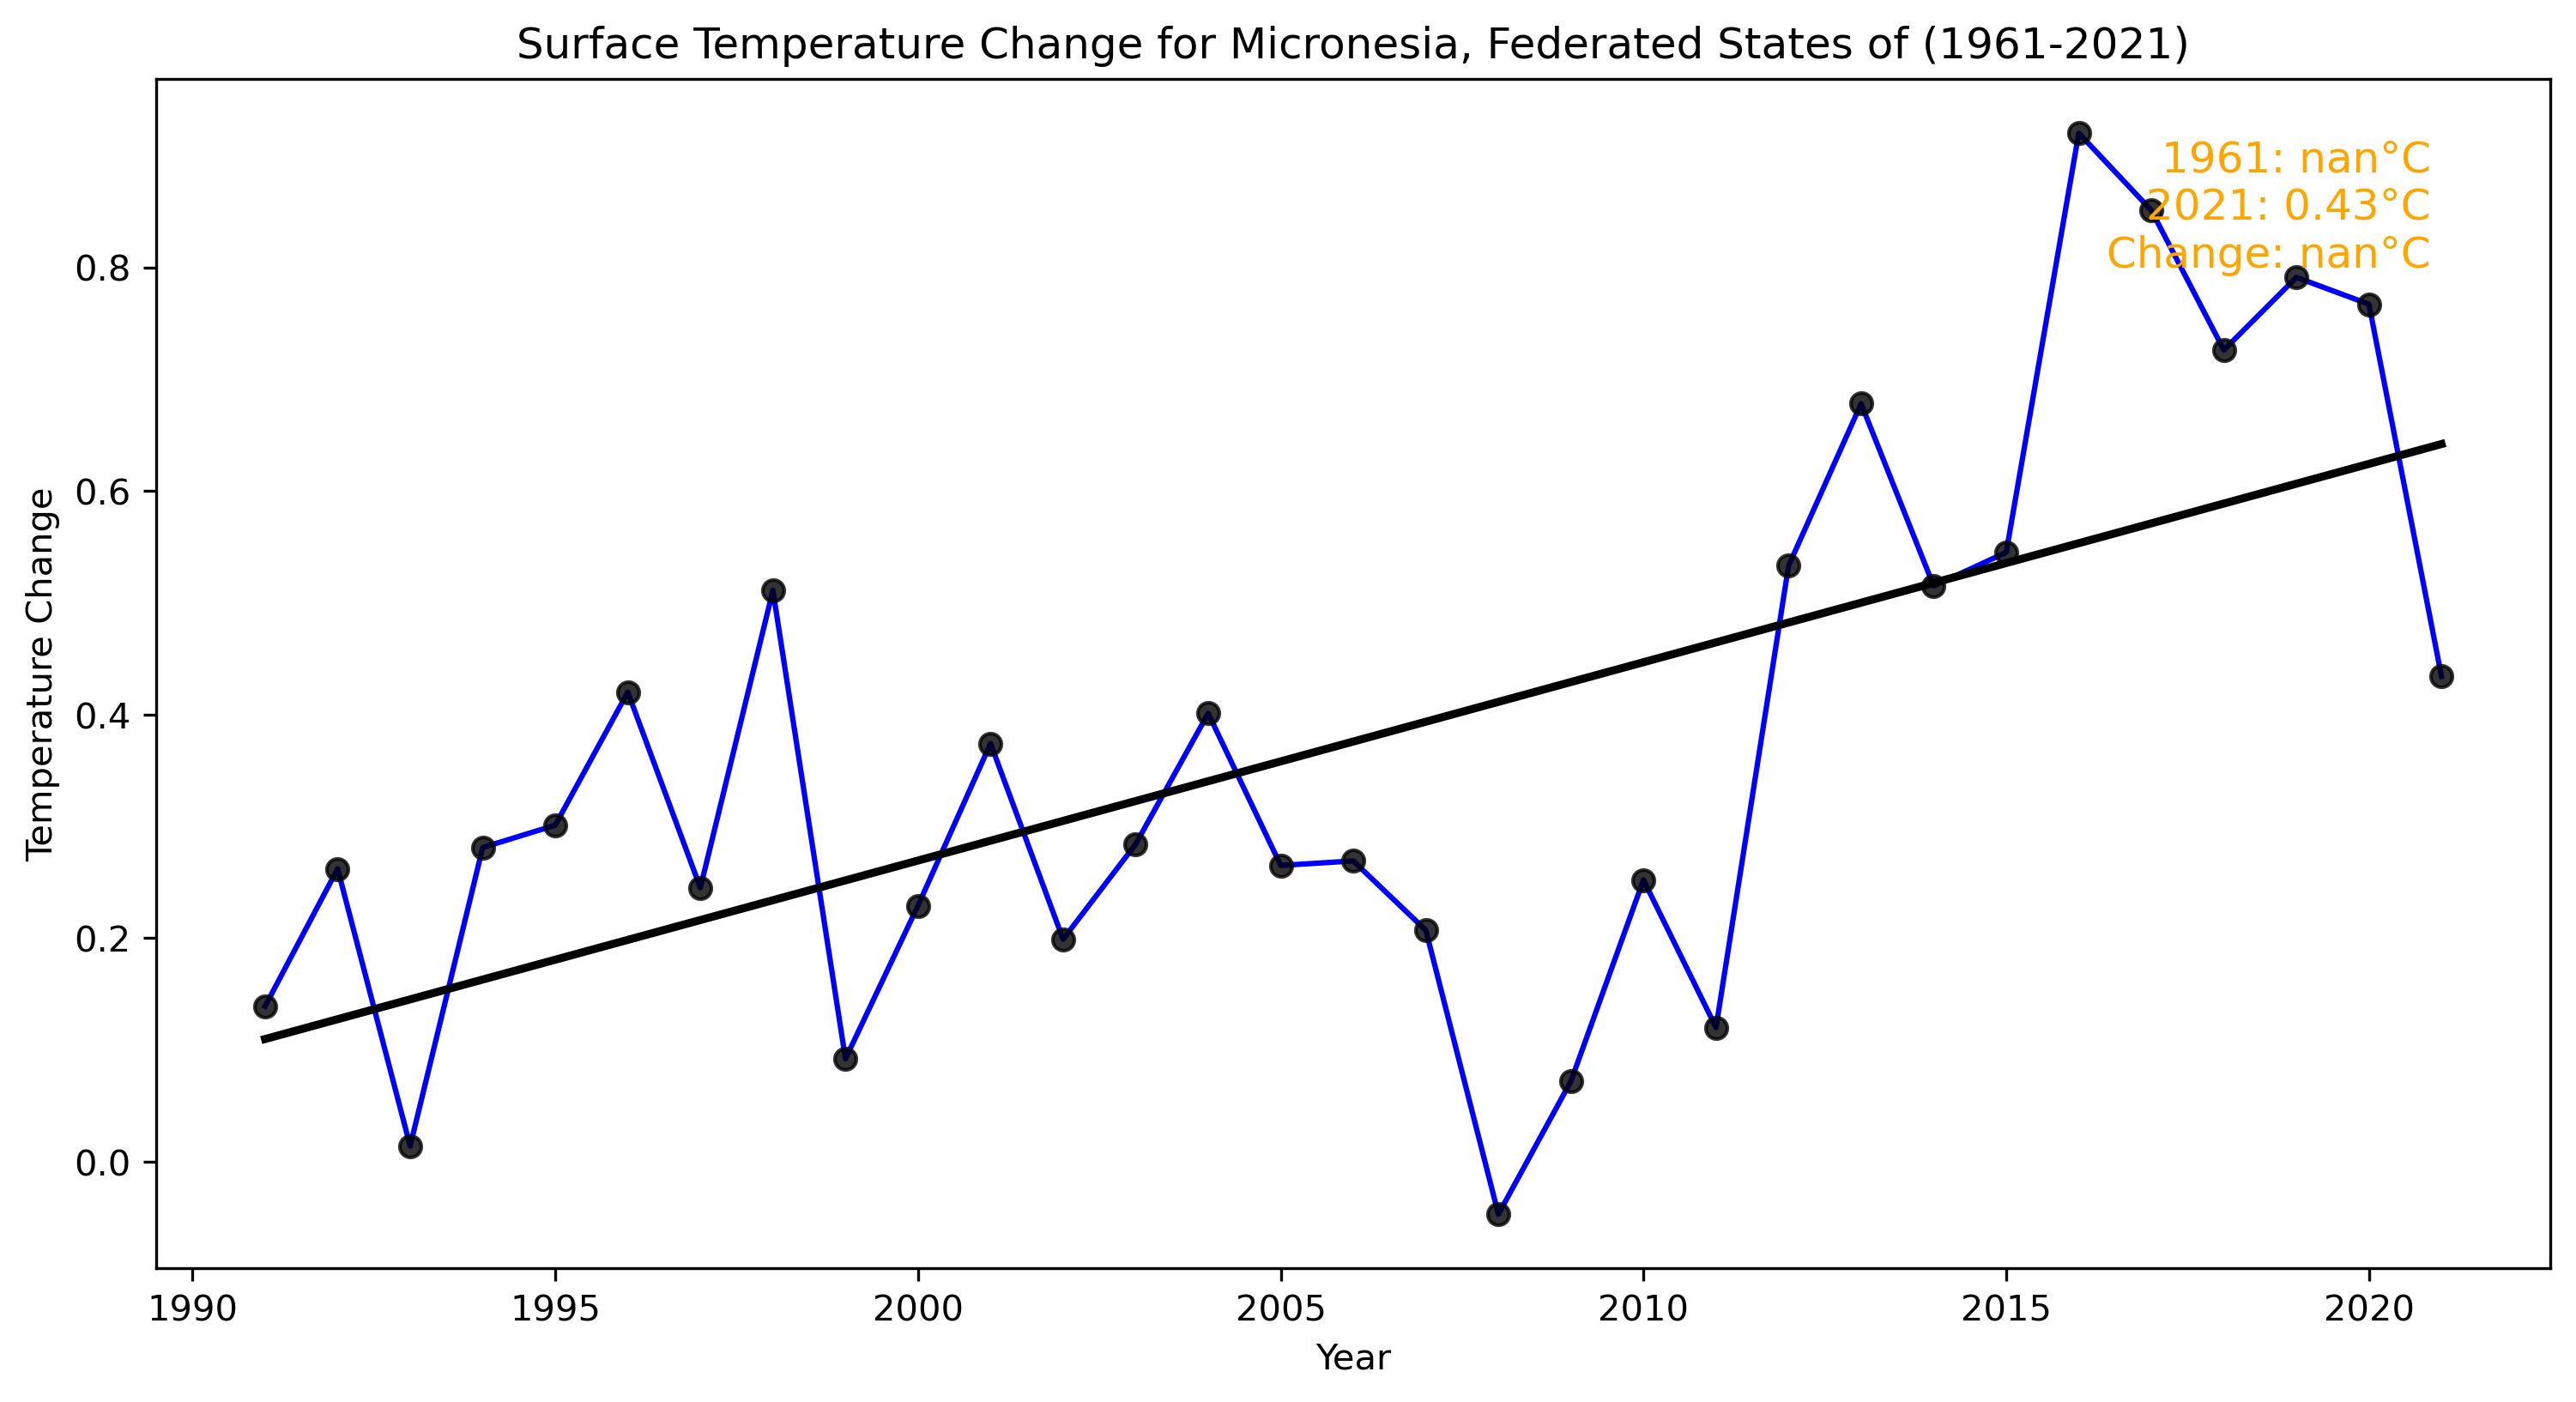 Surface Temperature Change for Micronesia, Federated States of (1961-2021)
1961: nan°C
2021: 0.43°C
Change: nan°C
Temperature Change
0.8
0.6
0.4
0.2
0.0
1990 1995 2000 2005 2010 2015 2020
Year